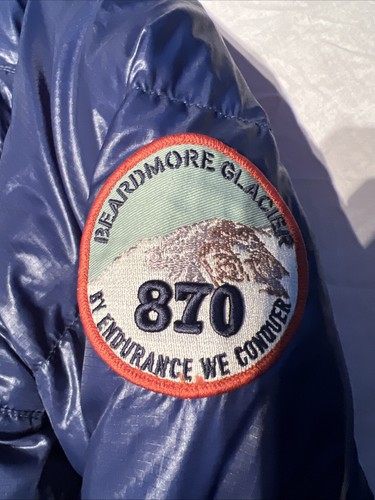 BEARDMORE GLACIER
870
BY ENDURANCE WE CONQUER